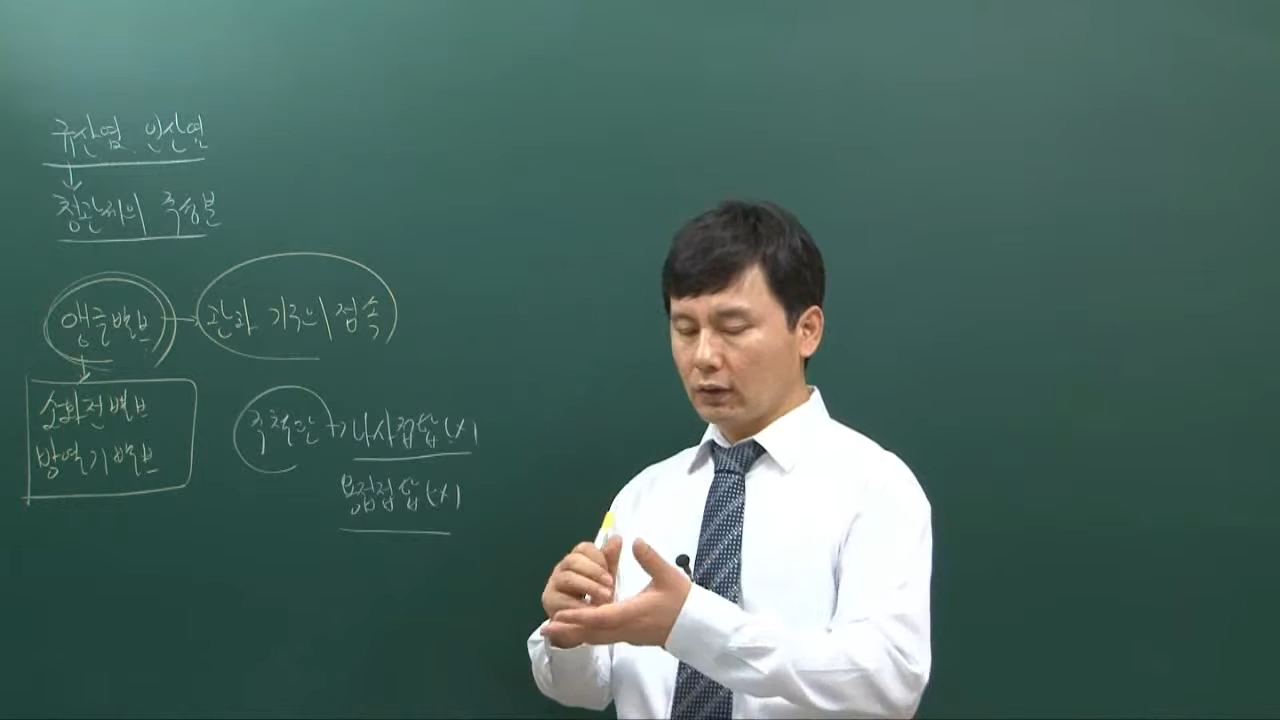 규산염 인산염
청관제의 주성분
앵글밸브 → 관과 기구의 접속
소화전밸브
방열기밸브
주철관 나사접합(×)
용접접합(×)